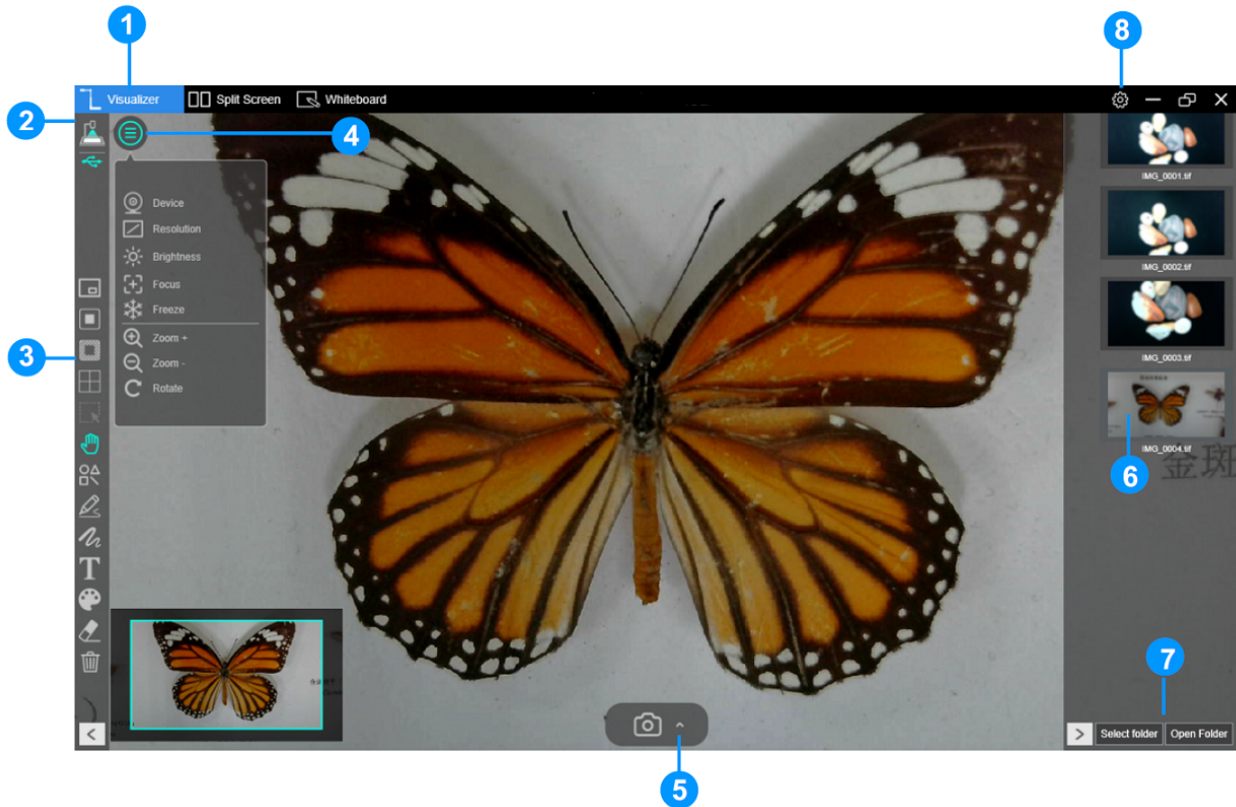 1
8
Visualizer
Split Screen
Whiteboard
2
4
IMG_0001.tif
Device
Resolution
Brightness
Focus
Freeze
Zoom +
Zoom -
Rotate
IMG_0002.tif
3
IMG_0003.tif
6
IMG_0004.tif
金斑
T
7
Select folder
Open Folder
5